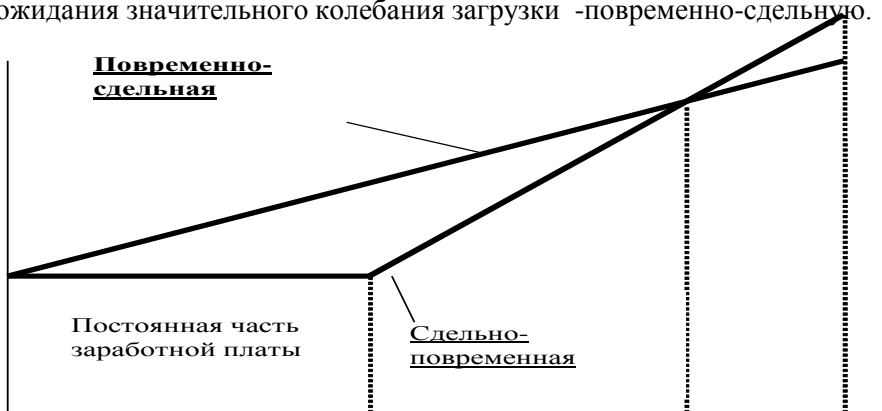 ожидания значительного колебания загрузки -повременно-сдельную.
Повременно-
сдельная
Постоянная часть
заработной платы
Сдельно-
повременная